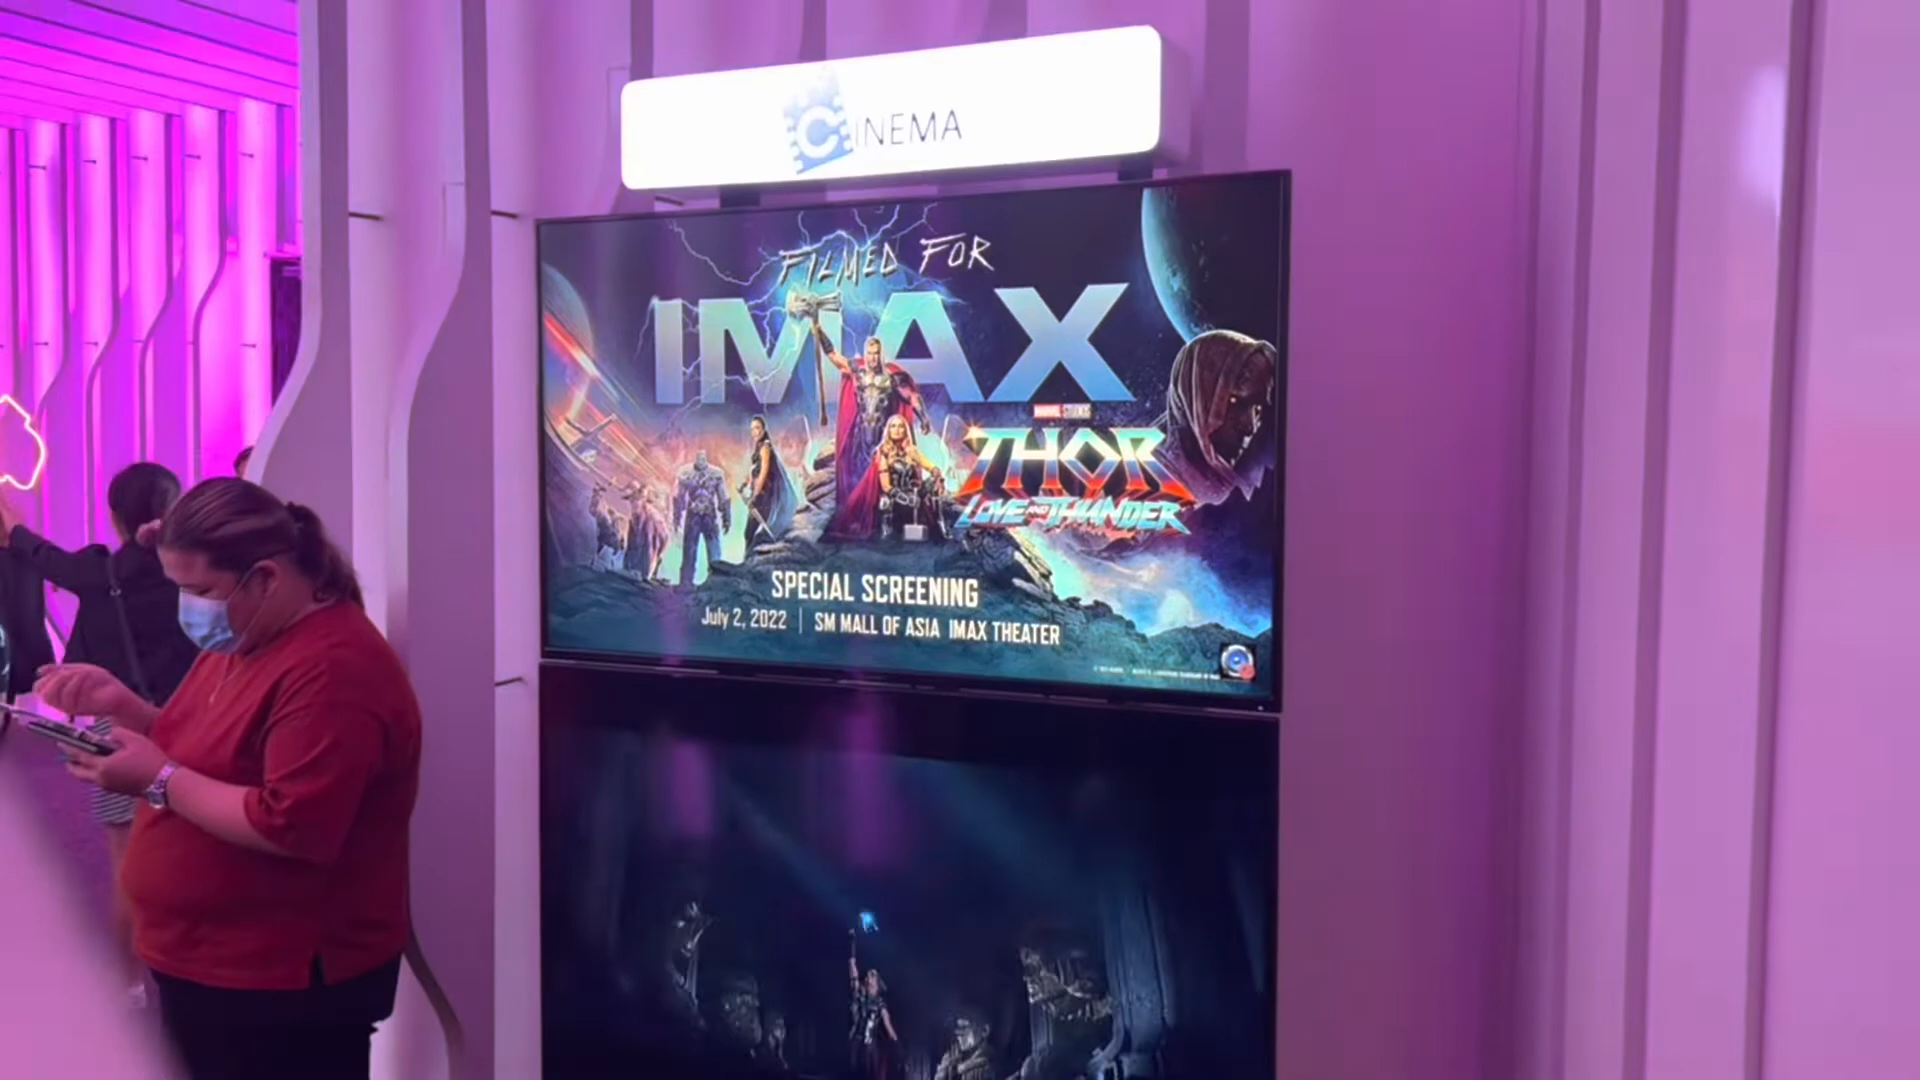 CINEMA
FILMED FOR
IMAX
MARVEL STUDIOS
THOR
LOVE AND THUNDER
SPECIAL SCREENING
July 2, 2022 | SM MALL OF ASIA IMAX THEATER